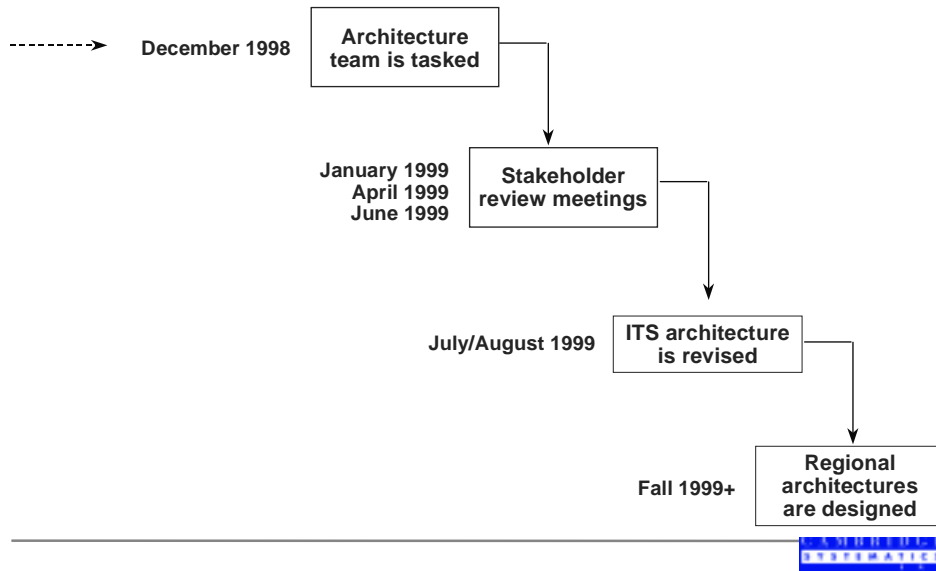 December 1998
Architecture
team is tasked
January 1999
April 1999
June 1999
Stakeholder
review meetings
July/August 1999
ITS architecture
is revised
Fall 1999+
Regional
architectures
are designed
SYSTEMATICS